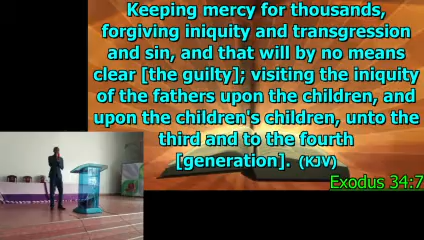 Keeping mercy for thousands,
forgiving iniquity and transgression
and sin, and that will by no means
clear [the guilty]; visiting the iniquity
of the fathers upon the children, and
upon the children's children, unto the
third and to the fourth
[generation]. (KJV)
Exodus 34:7